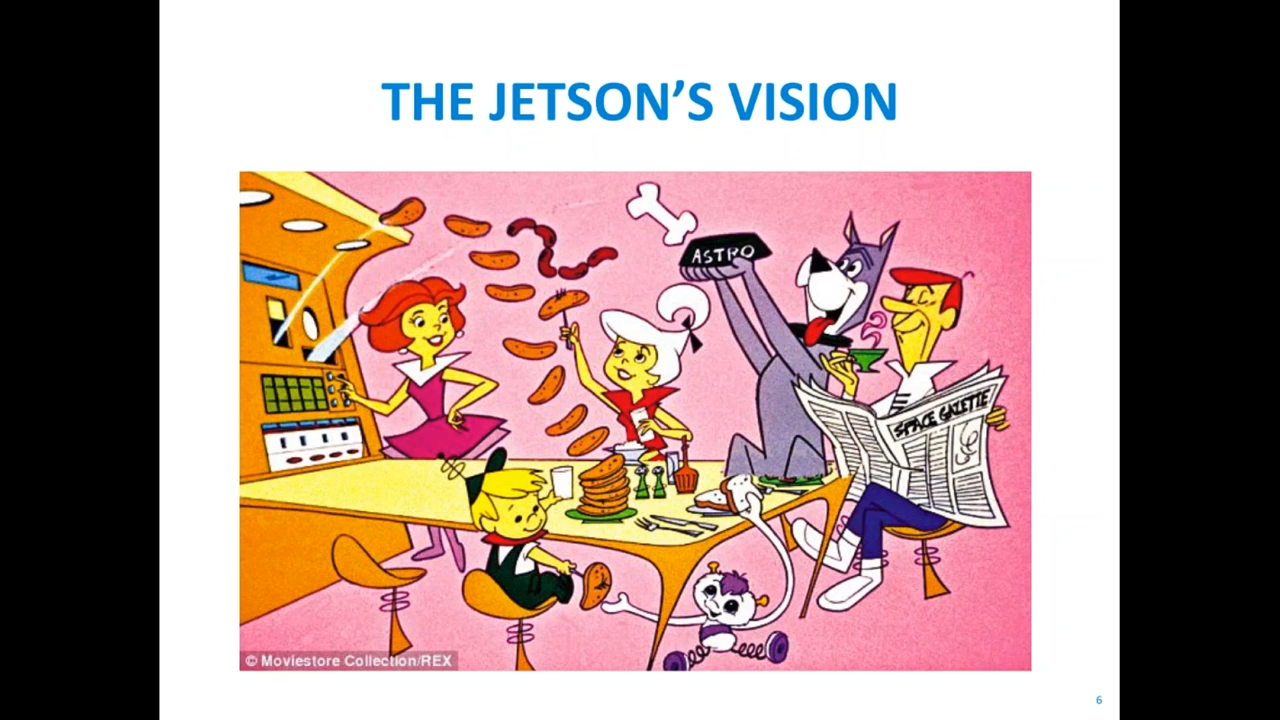 THE JETSON’S VISION
ASTRO
SPACE GAZETTE
© Moviestore Collection/REX
6